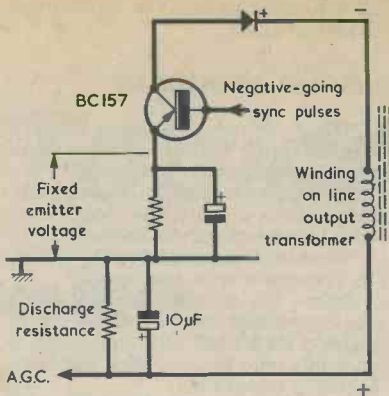 BC157
Negative-going
sync pulses
+
−
Fixed
emitter
voltage
+
Winding
on line
output
transformer
Discharge
resistance
10μF
+
A.G.C.
+